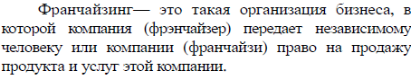 Франчайзинг— это такая организация бизнеса, в
которой компания (фрэнчайзер) передает независимому
человеку или компании (франчайзи) право на продажу
продукта и услуг этой компании.